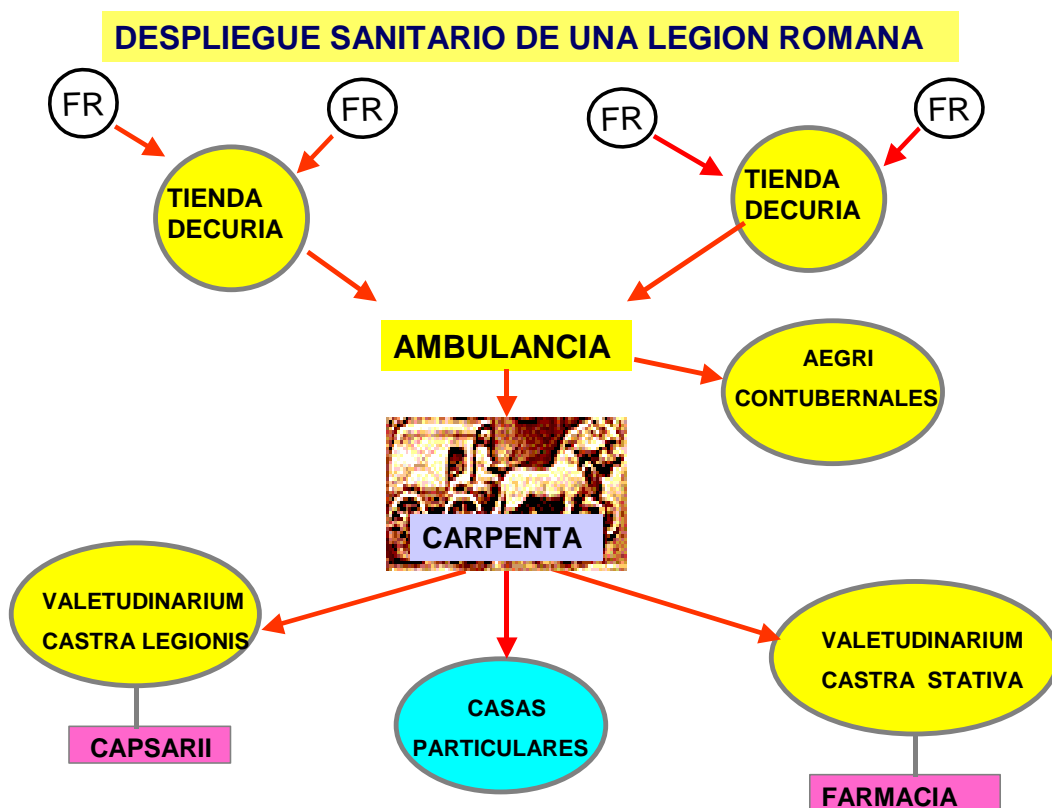 DESPLIEGUE SANITARIO DE UNA LEGION ROMANA
FR
FR
FR
FR
TIENDA
DECURIA
TIENDA
DECURIA
AMBULANCIA
AEGRI
CONTUBERNALES
CARPENTA
VALETUDINARIUM
CASTRA LEGIONIS
VALETUDINARIUM
CASTRA STATIVA
CASAS
PARTICULARES
CAPSARII
FARMACIA